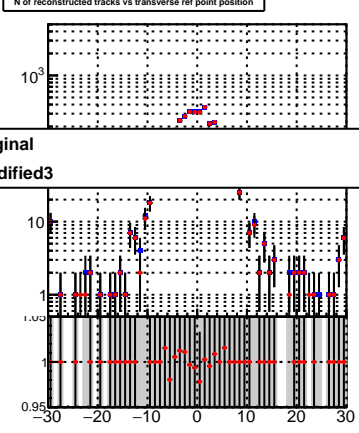 N of reconstructed tracks vs transverse ref point position
10³
ginal
dified3
10
1
1.05
1
0.95
−30 −20 −10 0 10 20 30